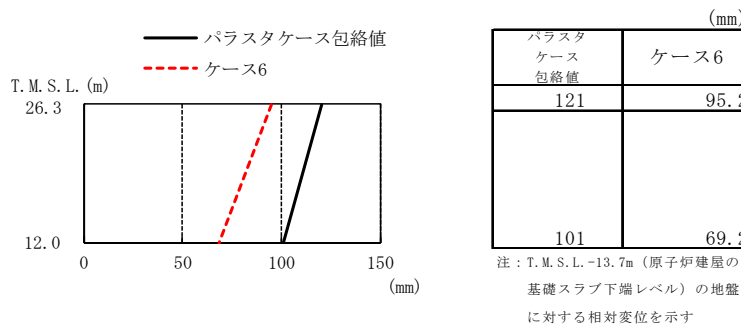 パラスタケース包絡値
ケース6
T.M.S.L.(m)
26.3
12.0
0 50 100 150
(mm)
(mm)
パラスタ
ケース
包絡値
ケース6
121 95.2
101 69.2
注：T.M.S.L.-13.7m（原子炉建屋の
基礎スラブ下端レベル）の地盤
に対する相対変位を示す